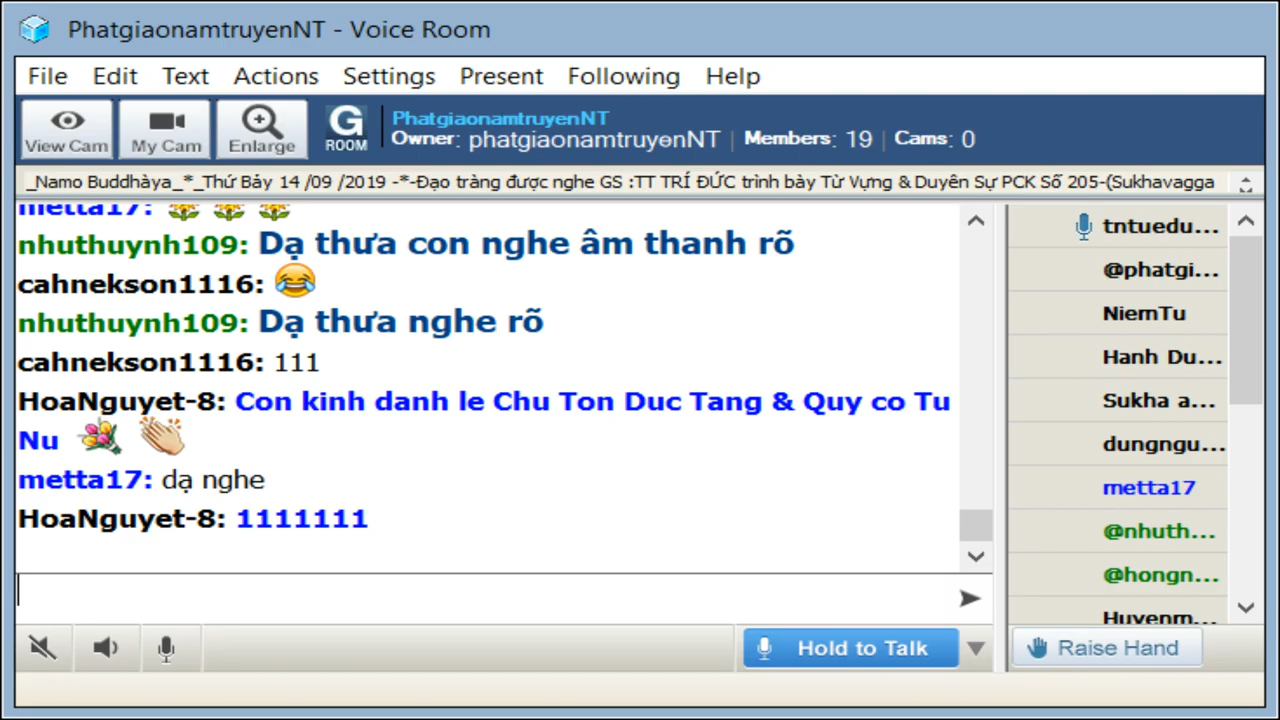 PhatgiaonamtruyenNT - Voice Room
File Edit Text Actions Settings Present Following Help
View Cam My Cam Enlarge G ROOM
PhatgiaonamtruyenNT
Owner: phatgiaonamtruyenNT | Members: 19 | Cams: 0
_Namo Buddhàya_*_Thứ Bảy 14 /09 /2019 -*-Đạo tràng được nghe GS :TT TRÍ ĐỨC trình bày Từ Vựng & Duyên Sự PCK Số 205-(Sukhavagga
metta17:
nhuthuynh109: Dạ thưa con nghe âm thanh rõ
cahnekson1116:
nhuthuynh109: Dạ thưa nghe rõ
cahnekson1116: 111
HoaNguyet-8: Con kinh danh le Chu Ton Duc Tang & Quy co Tu
Nu
metta17: dạ nghe
HoaNguyet-8: 1111111
tntuedu...
@phatgi...
NiemTu
Hanh Du...
Sukha a...
dungngu...
metta17
@nhuth...
@hongn...
Huyenm...
Hold to Talk
Raise Hand